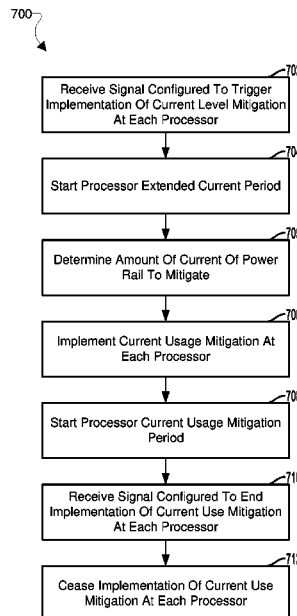 700
Receive Signal Configured To Trigger
Implementation Of Current Level Mitigation
At Each Processor
Start Processor Extended Current Period
Determine Amount Of Current Of Power
Rail To Mitigate
Implement Current Usage Mitigation At
Each Processor
Start Processor Current Usage Mitigation
Period
Receive Signal Configured To End
Implementation Of Current Use Mitigation
At Each Processor
Cease Implementation Of Current Use
Mitigation At Each Processor